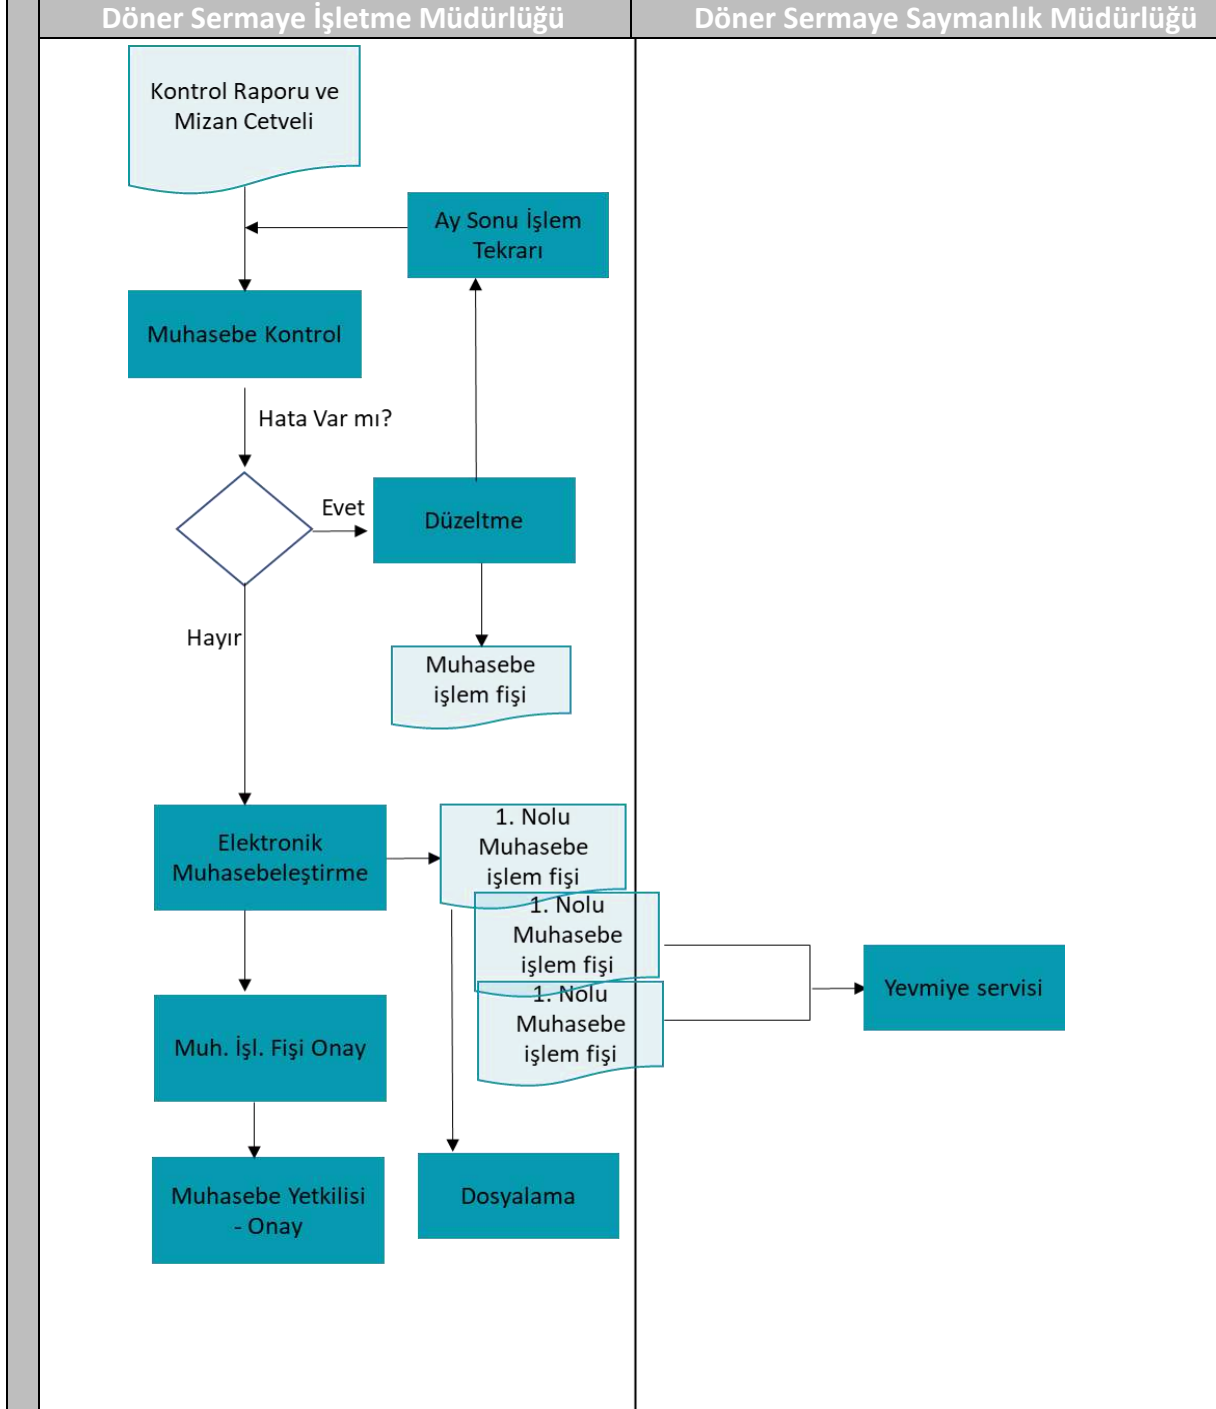 Döner Sermaye İşletme Müdürlüğü
Döner Sermaye Saymanlık Müdürlüğü
Kontrol Raporu ve
Mizan Cetveli
Ay Sonu İşlem
Tekrarı
Muhasebe Kontrol
Hata Var mı?
Evet
Düzeltme
Hayır
Muhasebe
işlem fişi
Elektronik
Muhasebeleştirme
1. Nolu
Muhasebe
işlem fişi
1. Nolu
Muhasebe
işlem fişi
1. Nolu
Muhasebe
işlem fişi
Yevmiye servisi
Muh. İşl. Fişi Onay
Muhasebe Yetkilisi
- Onay
Dosyalama